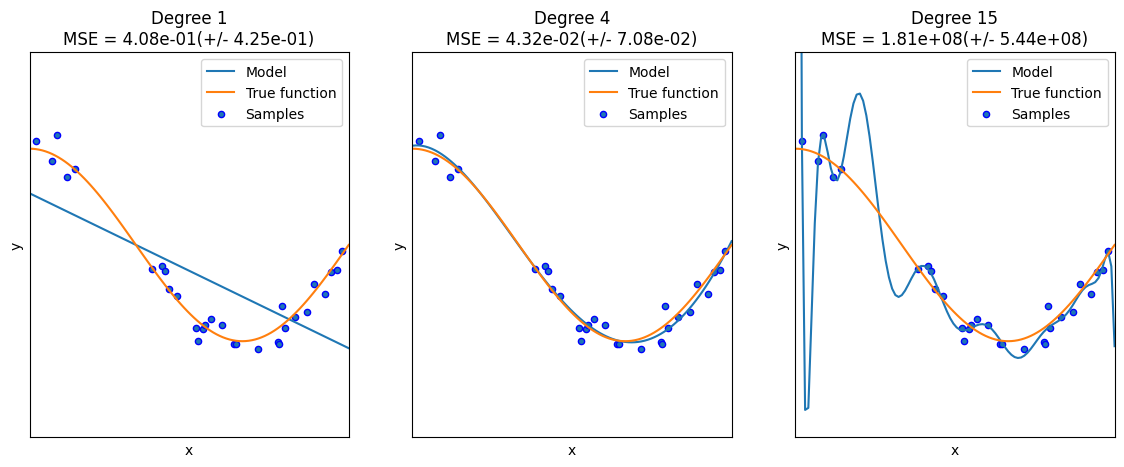 Degree 1
MSE = 4.08e-01(+/- 4.25e-01)
Model
True function
Samples
y
x
Degree 4
MSE = 4.32e-02(+/- 7.08e-02)
Model
True function
Samples
y
x
Degree 15
MSE = 1.81e+08(+/- 5.44e+08)
Model
True function
Samples
y
x